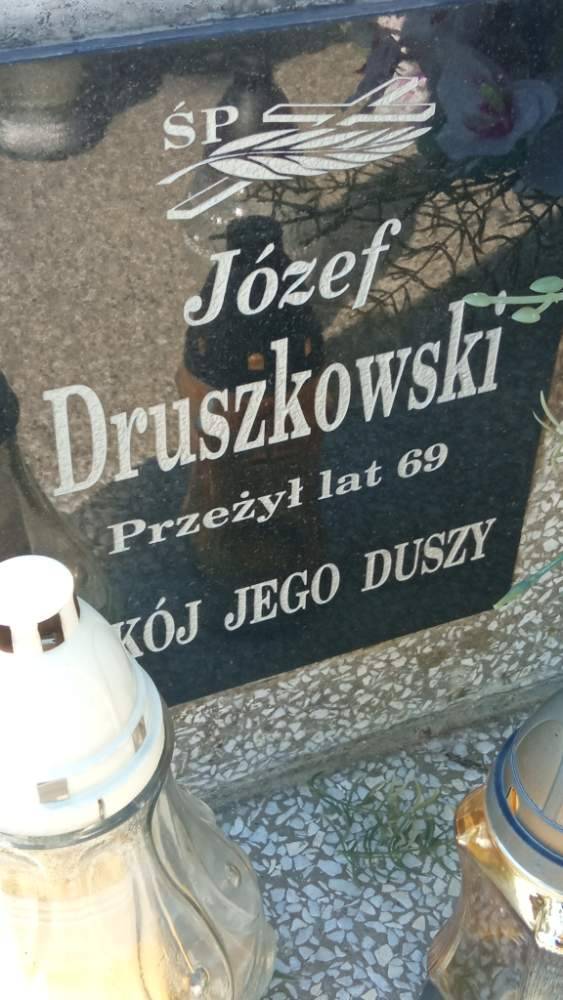 ŚP
Józef
Druszkowski
Przeżył lat 69
KÓJ JEGO DUSZY